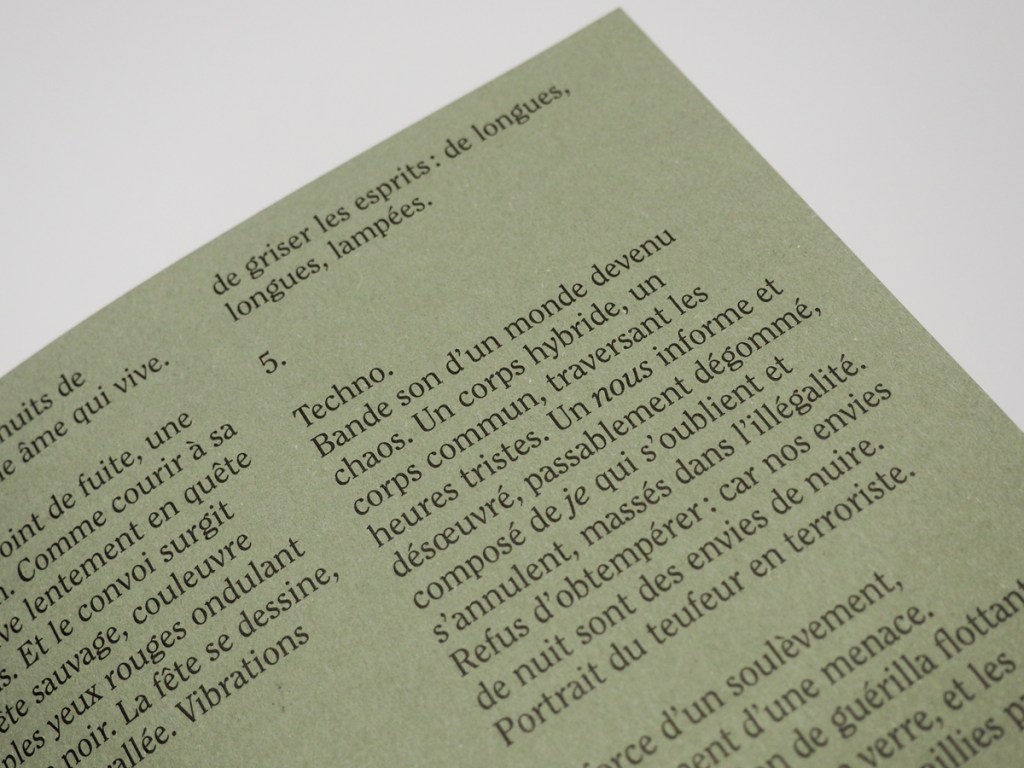 nuits de
âme qui vive.
oint de fuite, une
Comme courir à sa
lentement en quête
Et le convoi surgit
sauvage, couleuvre
yeux rouges ondulant
noir. La fête se dessine,
Vibrations
de griser les esprits : de longues,
longues, lampées.
5.
Techno.
Bande son d’un monde devenu
chaos. Un corps hybride, un
corps commun, traversant les
heures tristes. Un nous informe et
désœuvré, passablement dégommé,
composé de je qui s’oublient et
s’annulent, massés dans l’illégalité.
Refus d’obtempérer : car nos envies
de nuit sont des envies de nuire.
Portrait du teufeur en terroriste.
d’un soulèvement,
d’une menace.
de guérilla flottant
verre, et les